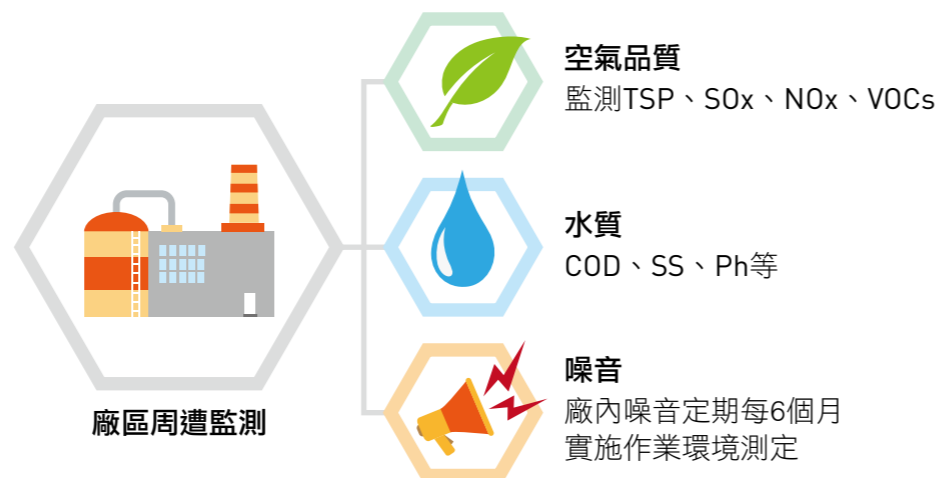 空氣品質
監測TSP、SOx、NOx、VOCs
水質
COD、SS、Ph等
噪音
廠內噪音定期每6個月
實施作業環境測定
廠區周遭監測